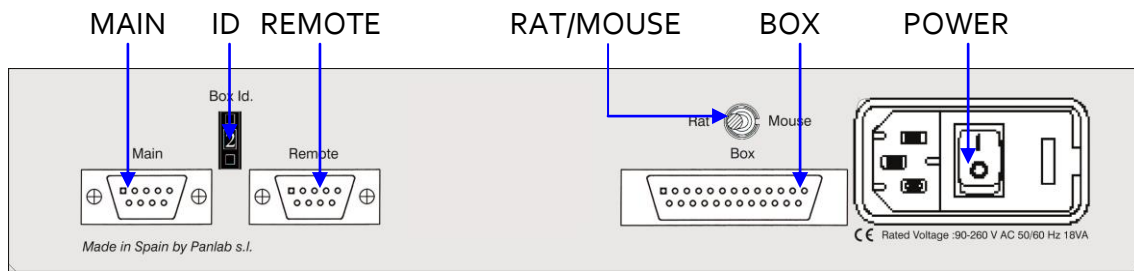 MAIN ID REMOTE RAT/MOUSE BOX POWER
Box Id.
2
Rat Mouse
Main Remote Box
Made in Spain by Panlab s.l.
CE Rated Voltage :90-260 V AC 50/60 Hz 18VA